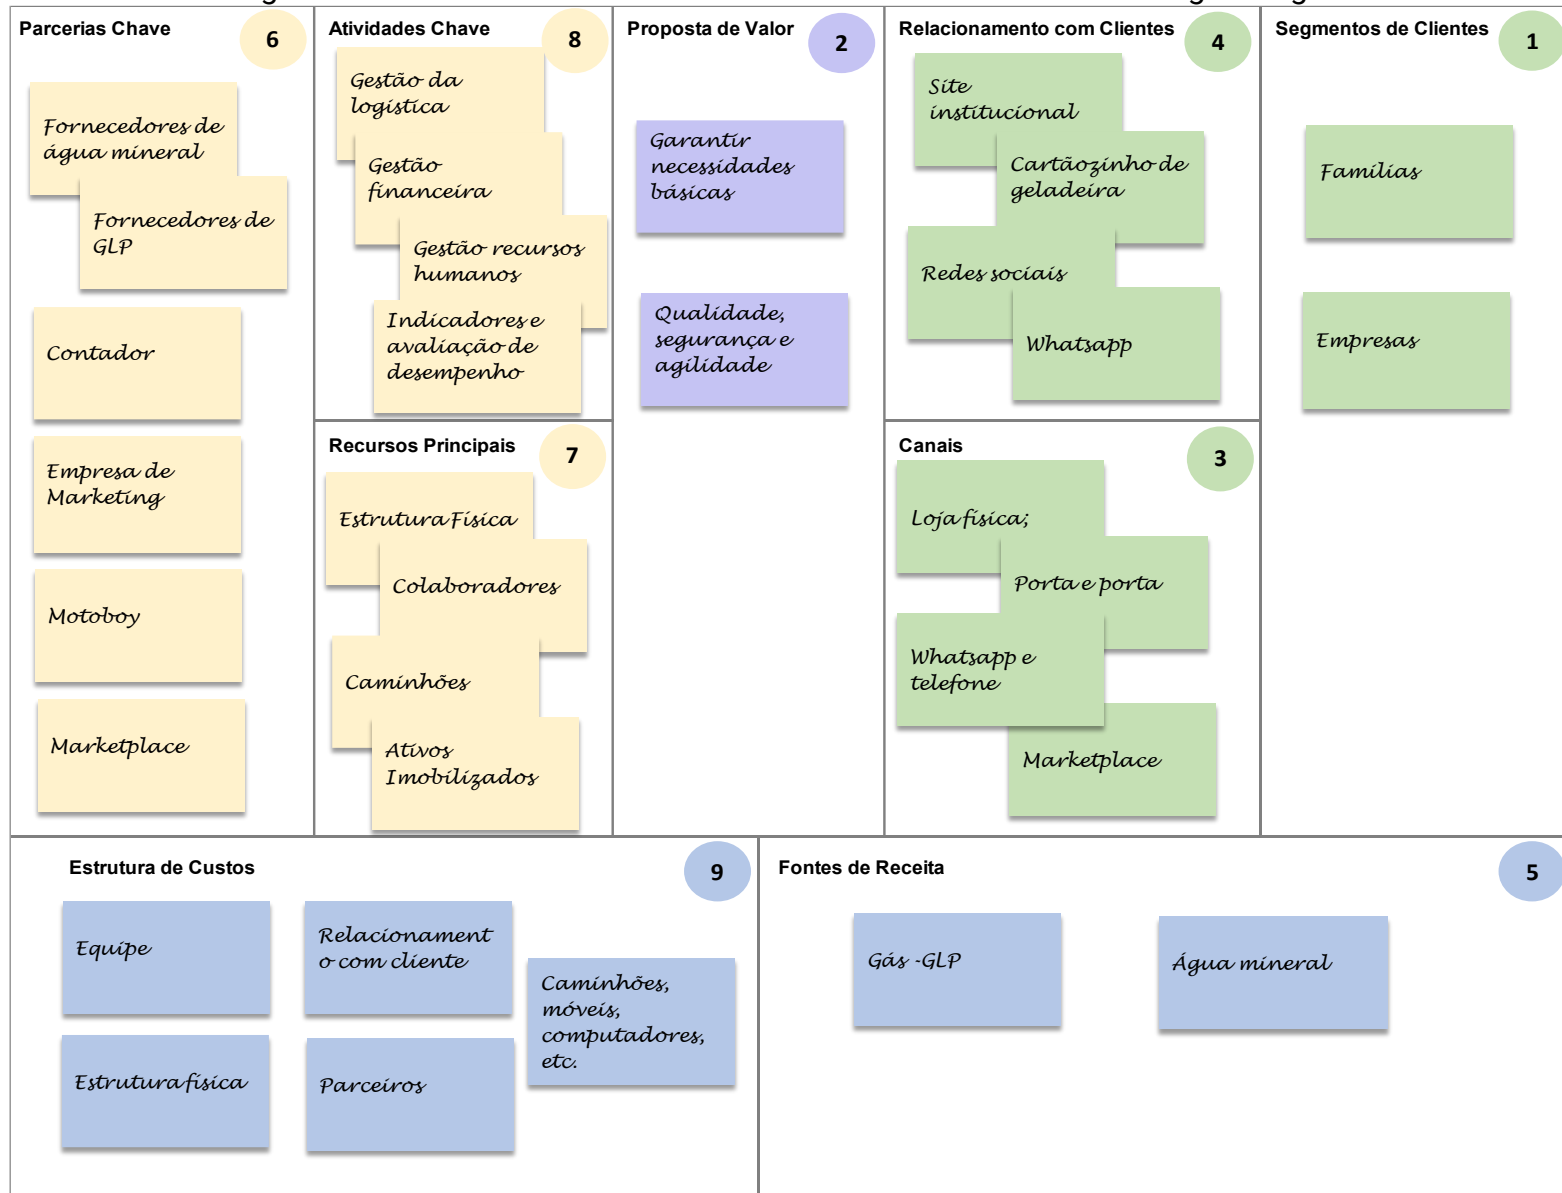 Parcerias Chave
6
Fornecedores de
água mineral
Fornecedores de
GLP
Contador
Empresa de
Marketing
Motoboy
Marketplace
Atividades Chave
8
Gestão da
logística
Gestão
financeira
Gestão recursos
humanos
Indicadores e
avaliação de
desempenho
Recursos Principais
7
Estrutura Física
Colaboradores
Caminhões
Ativos
Imobilizados
Proposta de Valor
2
Garantir
necessidades
básicas
Qualidade,
segurança e
agilidade
Relacionamento com Clientes
4
Site
institucional
Cartãozinho de
geladeira
Redes sociais
Whatsapp
Canais
3
Loja física;
Porta e porta
Whatsapp e
telefone
Marketplace
Segmentos de Clientes
1
Famílias
Empresas
Estrutura de Custos
9
Equipe
Relacionament
o com cliente
Caminhões,
móveis,
computadores,
etc.
Estrutura física
Parceiros
Fontes de Receita
5
Gás -GLP
Água mineral